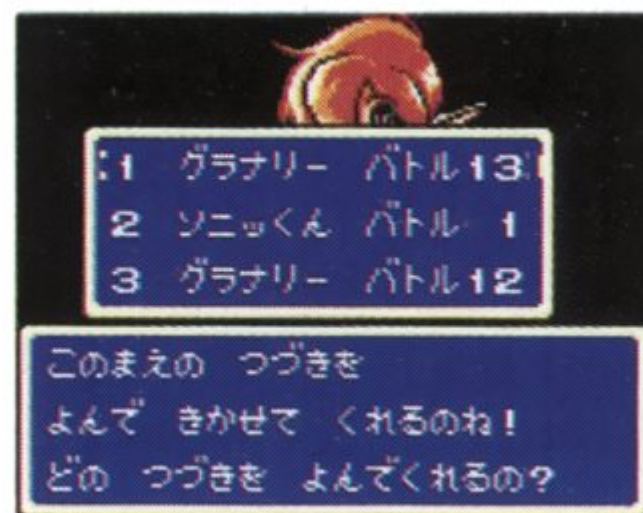 1 グラナリー バトル13
2 ソニッくん バトル 1
3 グラナリー バトル12
このまえの つづきを
よんで きかせて くれるのね!
どの つづきを よんでくれるの?